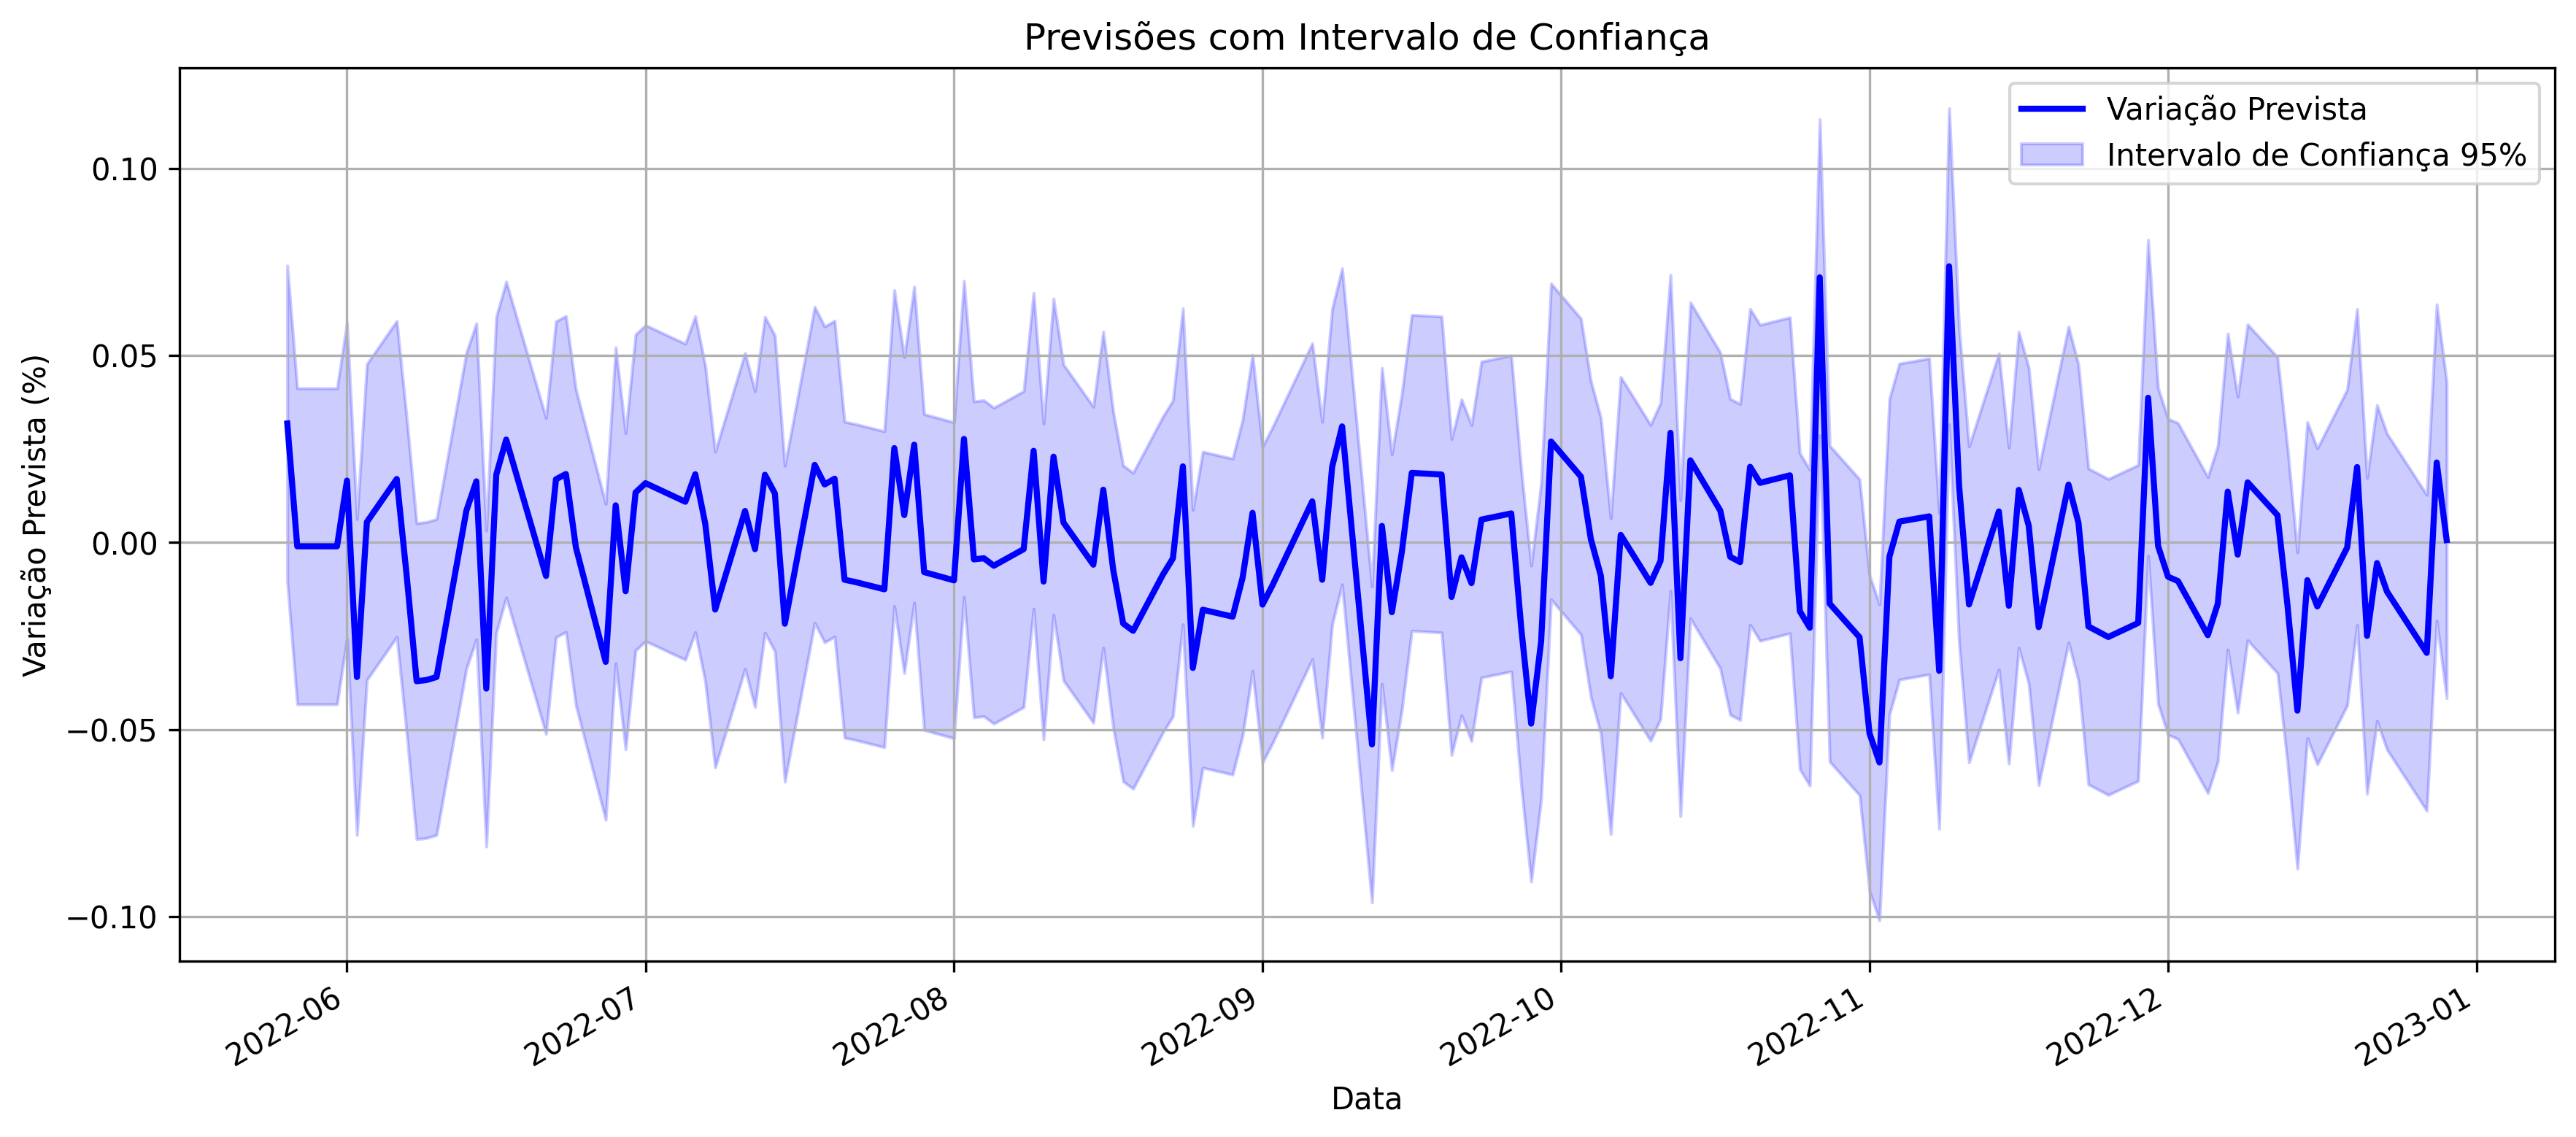 Previsões com Intervalo de Confiança
Variação Prevista
Intervalo de Confiança 95%
Variação Prevista (%)
0.10
0.05
0.00
−0.05
−0.10
2022-06
2022-07
2022-08
2022-09
2022-10
2022-11
2022-12
2023-01
Data